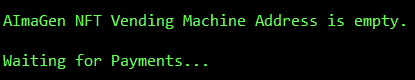 AImaGen NFT Vending Machine Address is empty.
Waiting for Payments...